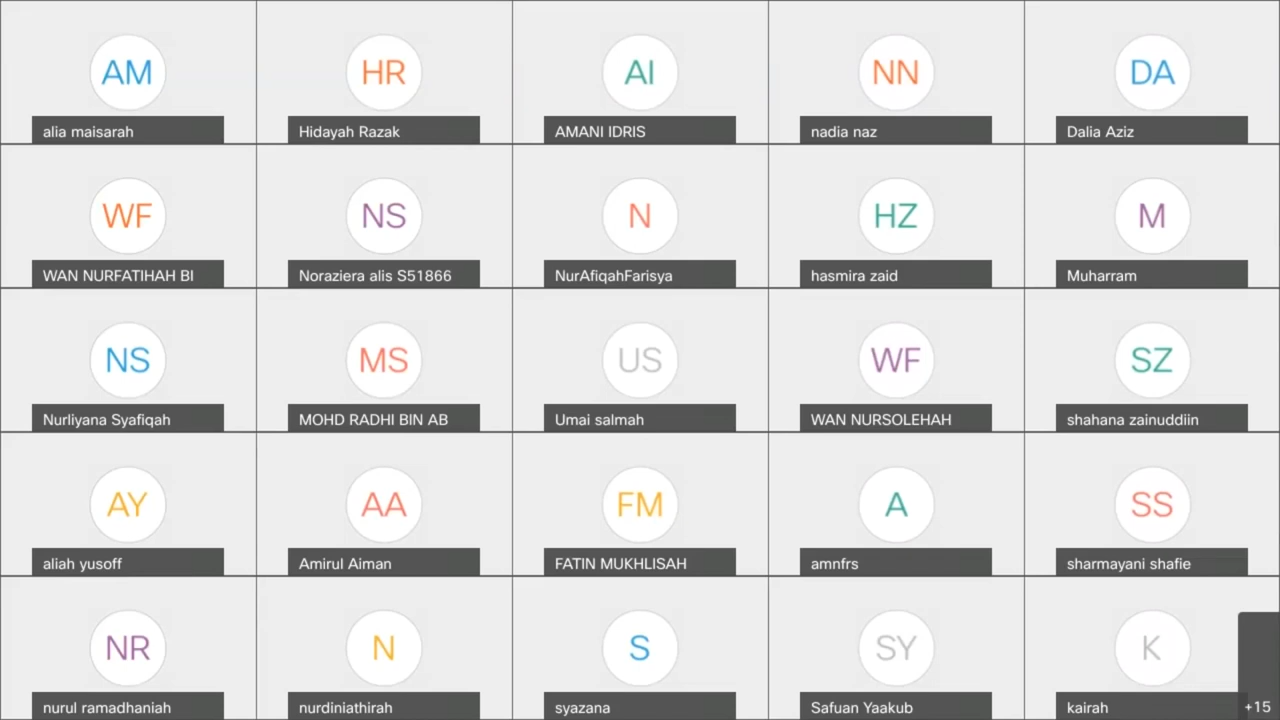 AM
HR
AI
NN
DA
alia maisarah
Hidayah Razak
AMANI IDRIS
nadia naz
Dalia Aziz
WF
NS
N
HZ
M
WAN NURFATIHAH BI
Noraziera alis S51866
NurAfiqahFarisya
hasmira zaid
Muharram
NS
MS
US
WF
SZ
Nurliyana Syafiqah
MOHD RADHI BIN AB
Umai salmah
WAN NURSOLEHAH
shahana zainuddiin
AY
AA
FM
A
SS
aliah yusoff
Amirul Aiman
FATIN MUKHLISAH
amnfrs
sharmayani shafie
NR
N
S
SY
K
nurul ramadhaniah
nurdiniathirah
syazana
Safuan Yaakub
kairah
+15